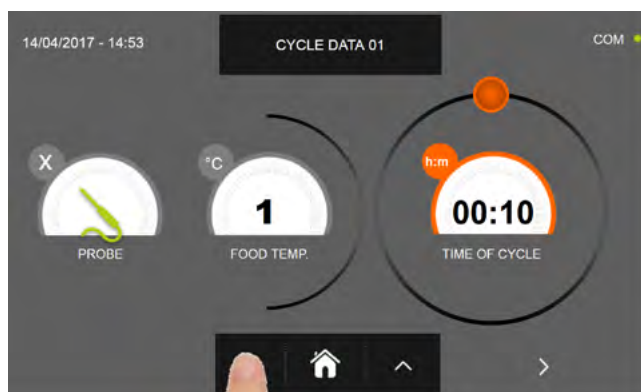 14/04/2017 - 14:53
CYCLE DATA 01
COM
X
PROBE
°C
1
FOOD TEMP.
h:m
00:10
TIME OF CYCLE